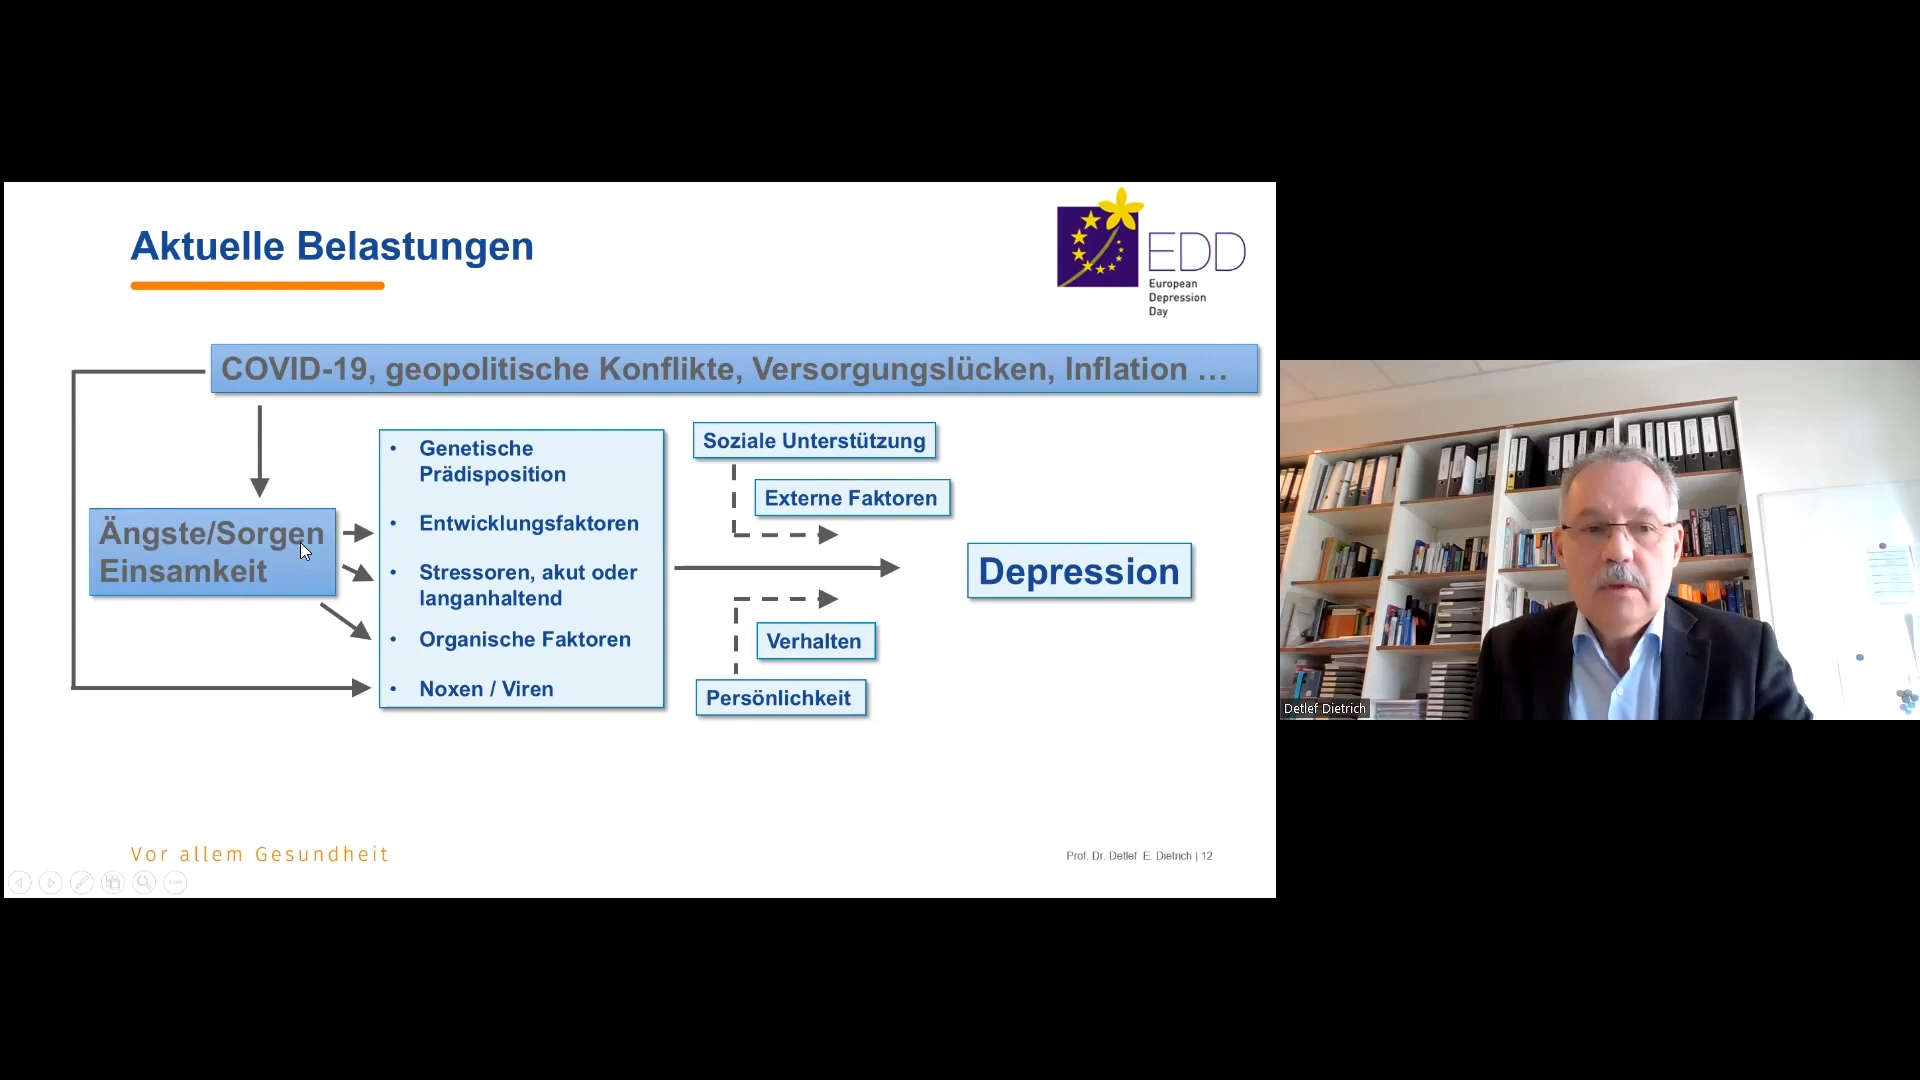 Aktuelle Belastungen
EDD
European
Depression
Day
COVID-19, geopolitische Konflikte, Versorgungslücken, Inflation …
Ängste/Sorgen
Einsamkeit
• Genetische
Prädisposition
• Entwicklungsfaktoren
• Stressoren, akut oder
langanhaltend
• Organische Faktoren
• Noxen / Viren
Soziale Unterstützung
Externe Faktoren
Verhalten
Persönlichkeit
Depression
Vor allem Gesundheit
Prof. Dr. Detlef E. Dietrich | 12
Detlef Dietrich